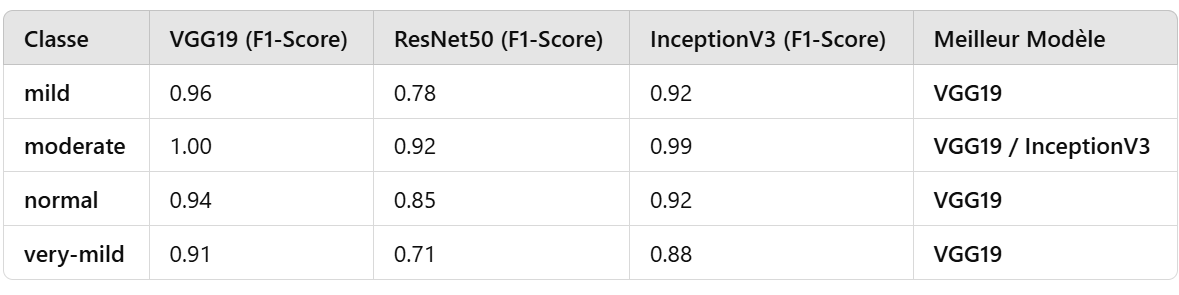 Classe VGG19 (F1-Score) ResNet50 (F1-Score) InceptionV3 (F1-Score) Meilleur Modèle
mild 0.96 0.78 0.92 VGG19
moderate 1.00 0.92 0.99 VGG19 / InceptionV3
normal 0.94 0.85 0.92 VGG19
very-mild 0.91 0.71 0.88 VGG19